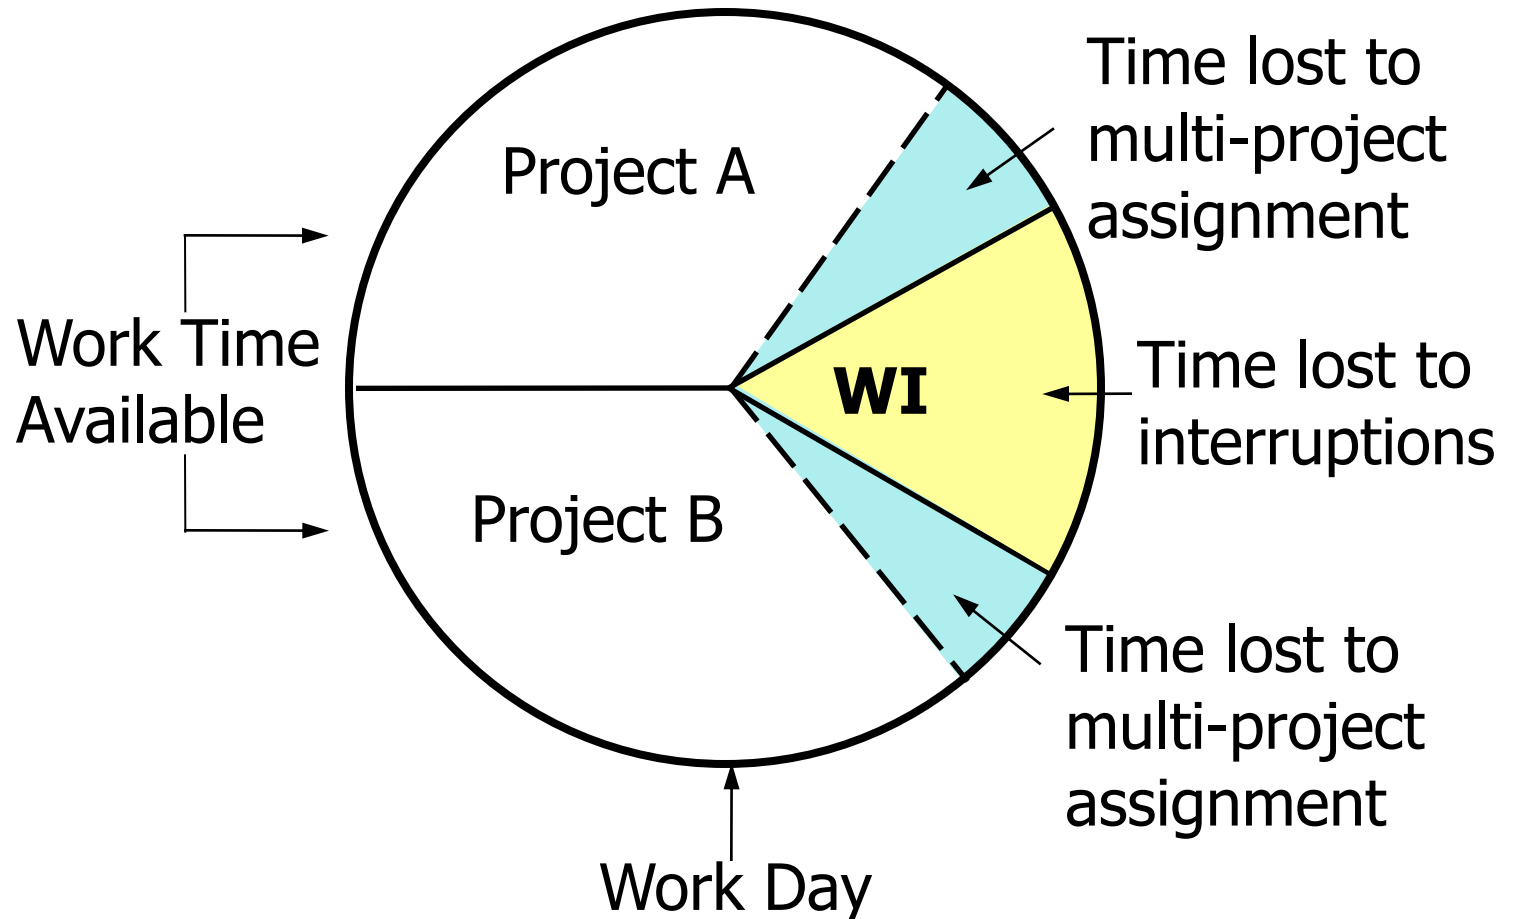 Time lost to
multi-project
assignment
Project A
Work Time
Available
WI
Time lost to
interruptions
Project B
Time lost to
multi-project
assignment
Work Day